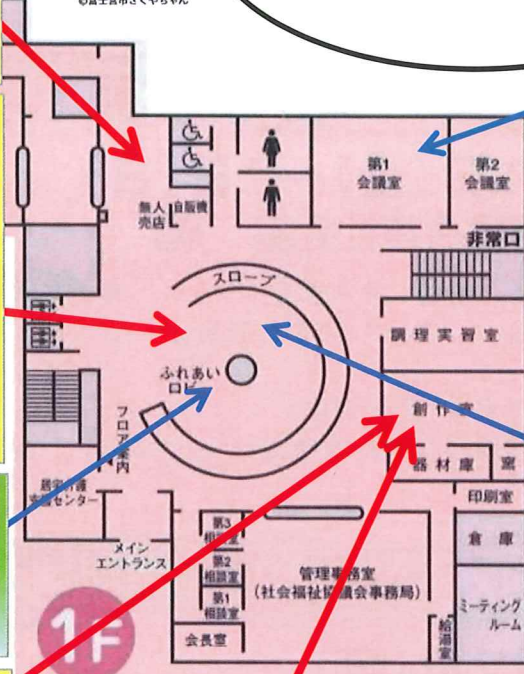 ©富士宮市さくやちゃん
第1
会議室
第2
会議室
無人
売店
自販機
非常口
スロープ
調理実習室
ふれあい
ロビー
創作室
フロア案内
器材庫
窯
居宅介護
支援センター
印刷室
メイン
エントランス
第3
相談室
倉庫
第2
相談室
管理事務室
(社会福祉協議会事務局)
第1
相談室
ミーティング
ルーム
給湯室
会長室
1F